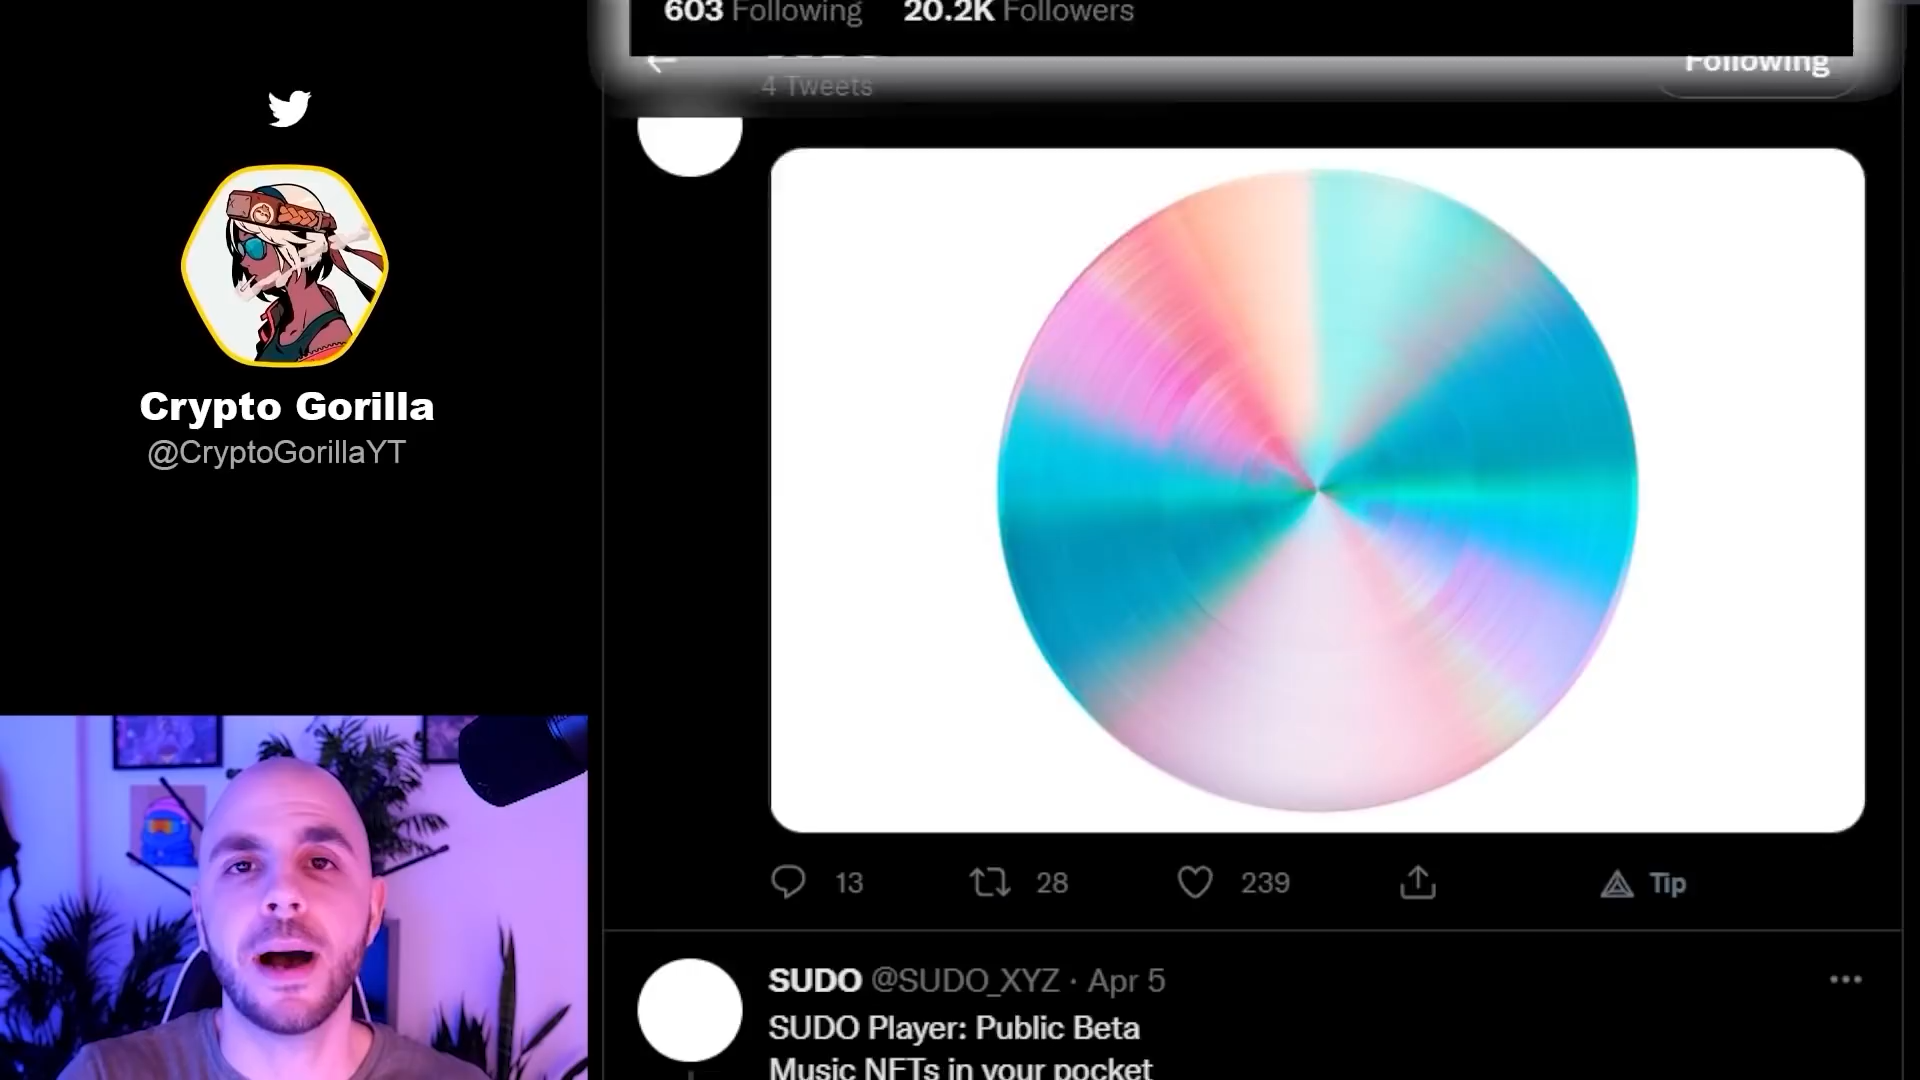 603 Following 20.2K Followers
4 Tweets
Following
Crypto Gorilla
@CryptoGorillaYT
13 28 239 Tip
SUDO @SUDO_XYZ · Apr 5
SUDO Player: Public Beta
Music NFTs in your pocket